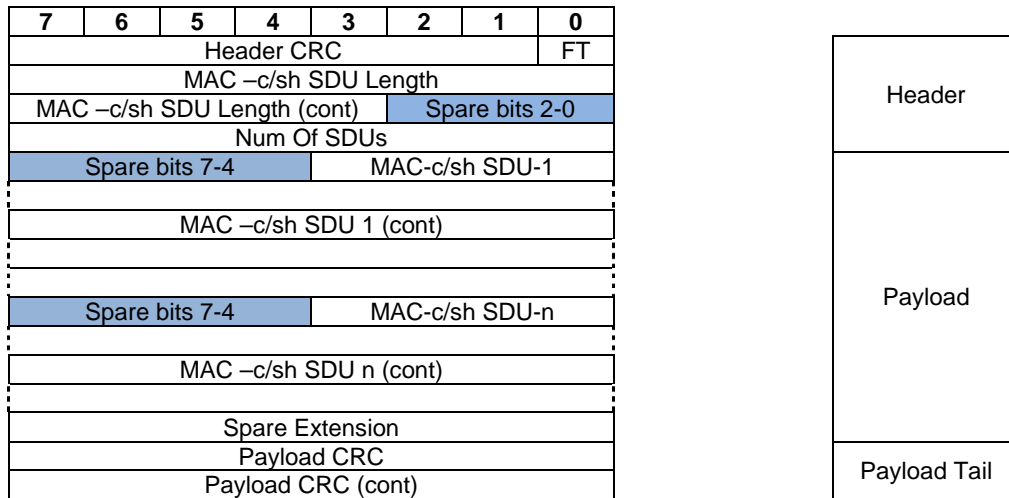 7 6 5 4 3 2 1 0
Header CRC FT
MAC –c/sh SDU Length
MAC –c/sh SDU Length (cont) Spare bits 2-0
Num Of SDUs
Spare bits 7-4 MAC-c/sh SDU-1
MAC –c/sh SDU 1 (cont)
Spare bits 7-4 MAC-c/sh SDU-n
MAC –c/sh SDU n (cont)
Spare Extension
Payload CRC
Payload CRC (cont)
Header
Payload
Payload Tail